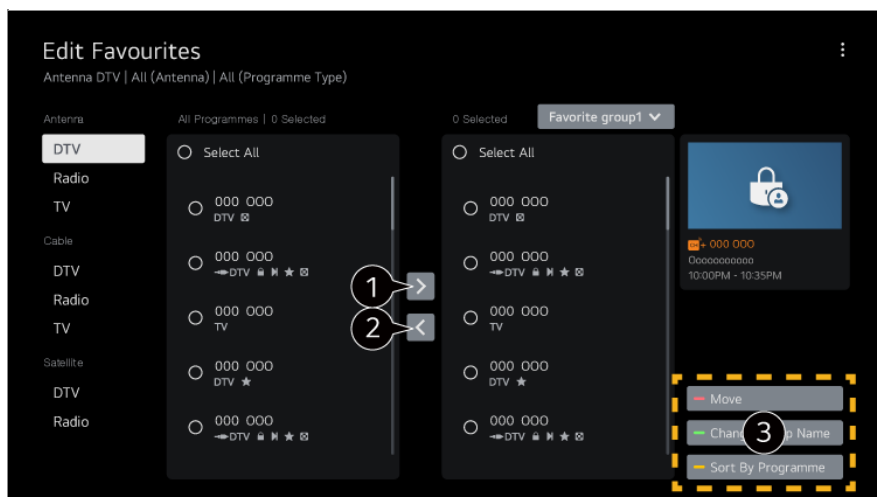 Edit Favourites
Antenna DTV | All (Antenna) | All (Programme Type)
Antenna
DTV
Radio
TV
Cable
DTV
Radio
TV
Satellite
DTV
Radio
All Programmes | 0 Selected
Select All
000 000
DTV
000 000
DTV
000 000
TV
000 000
DTV
000 000
DTV
1
2
0 Selected
Favorite group1
Select All
000 000
DTV
000 000
DTV
000 000
TV
000 000
DTV
000 000
DTV
CH+ 000 000
Ooooooooooo
10:00PM - 10:35PM
Move
3
Name
Sort By Programme